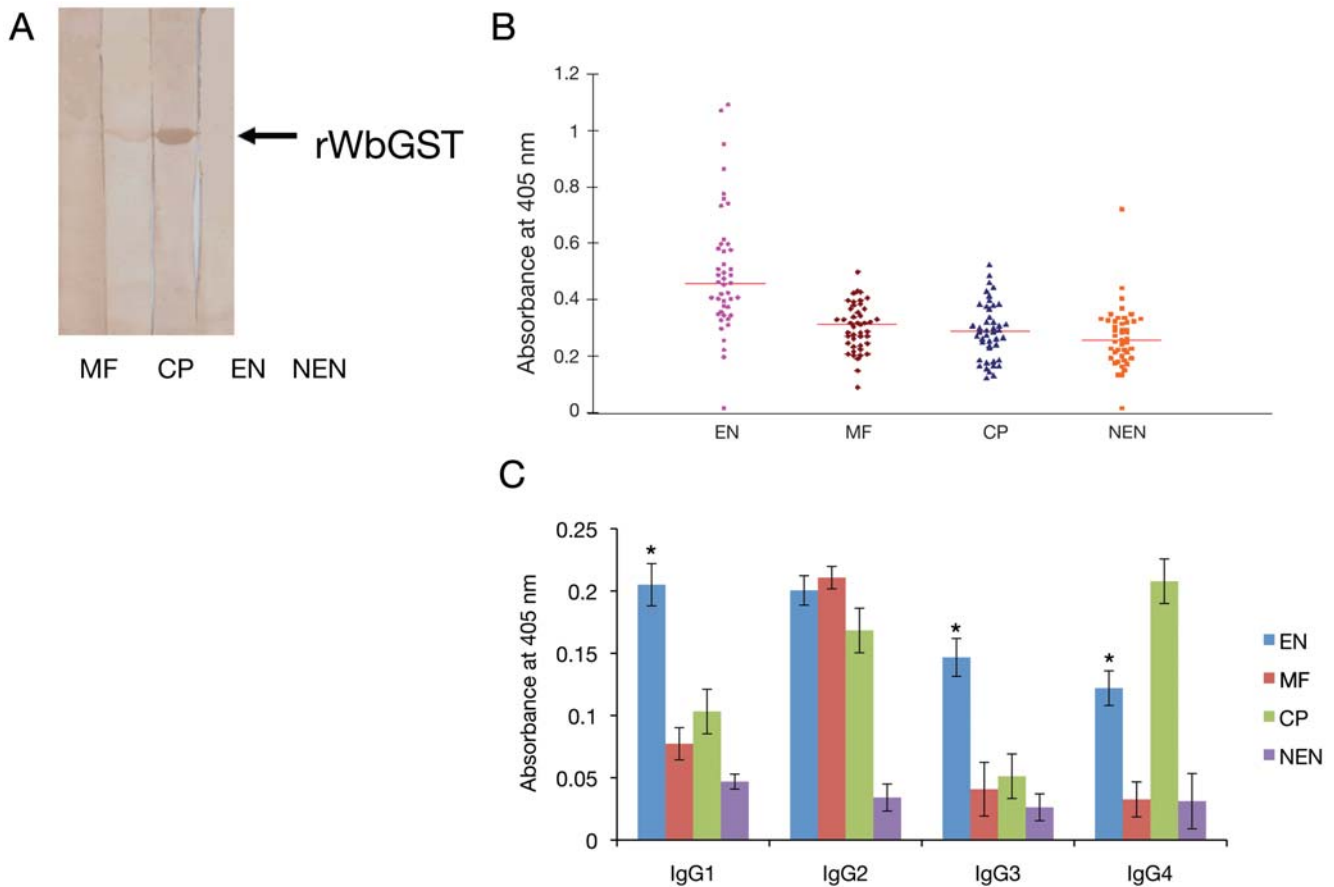 A
rWbGST
MF CP EN NEN
B
Absorbance at 405 nm
1.2
1
0.8
0.6
0.4
0.2
0
EN MF CP NEN
C
Absorbance at 405 nm
0.25
0.2
0.15
0.1
0.05
0
* * *
IgG1 IgG2 IgG3 IgG4
EN
MF
CP
NEN